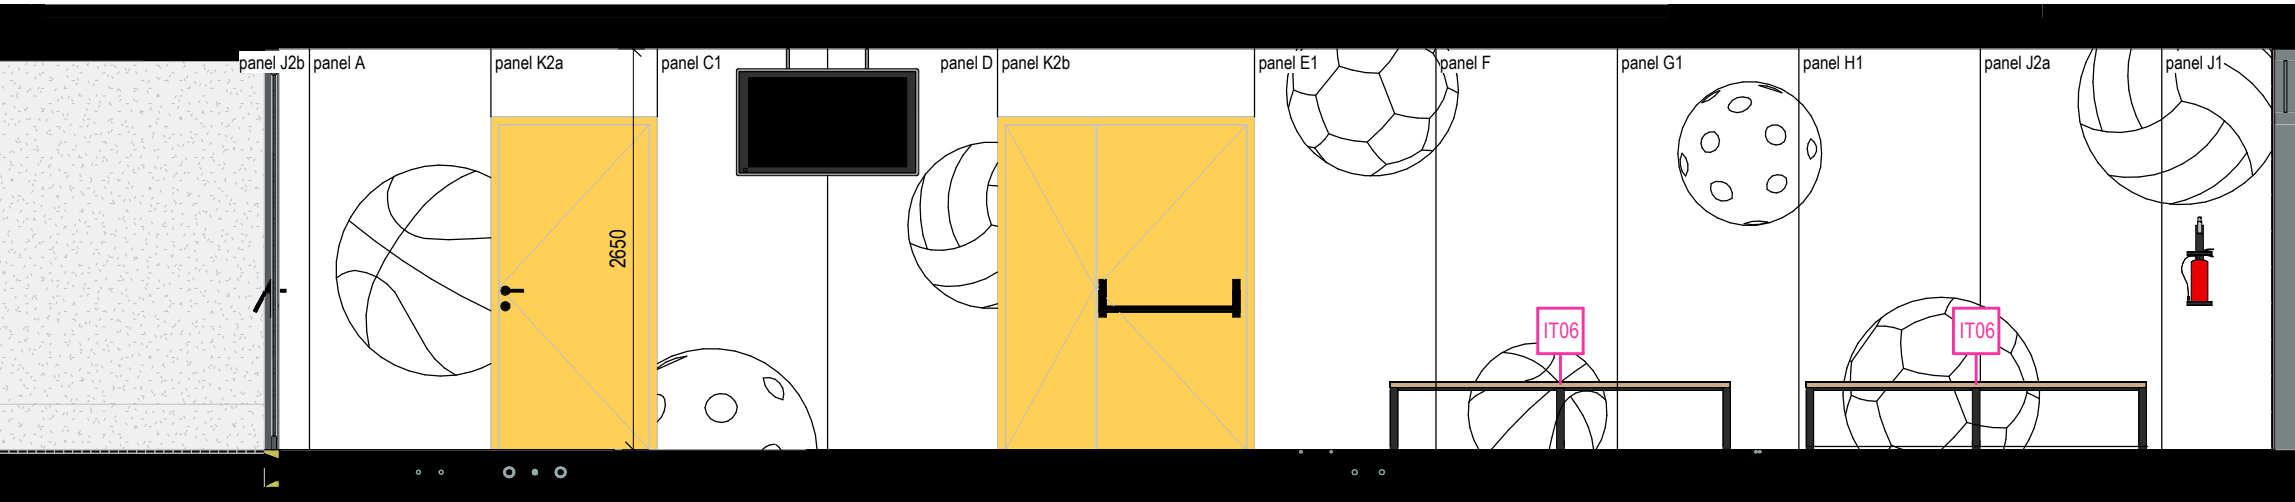 panel J2b
panel A
panel K2a
panel C1
panel D
panel K2b
panel E1
panel F
panel G1
panel H1
panel J2a
panel J1
2650
IT06
IT06